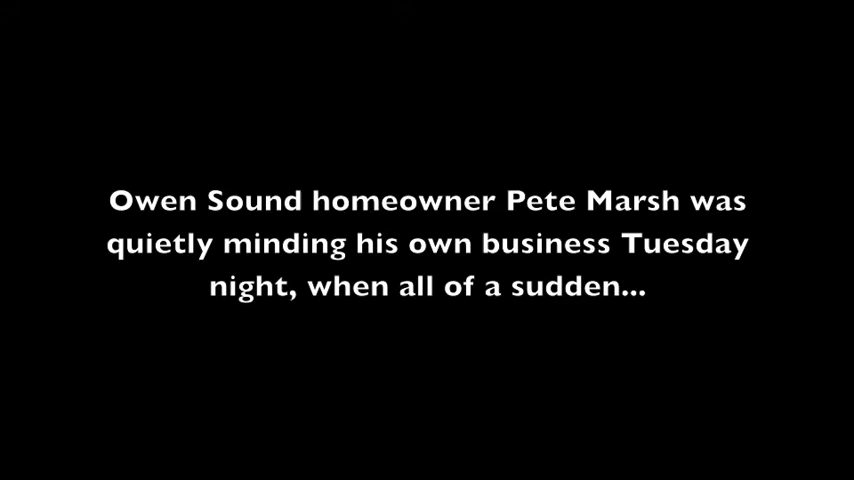 Owen Sound homeowner Pete Marsh was
quietly minding his own business Tuesday
night, when all of a sudden...